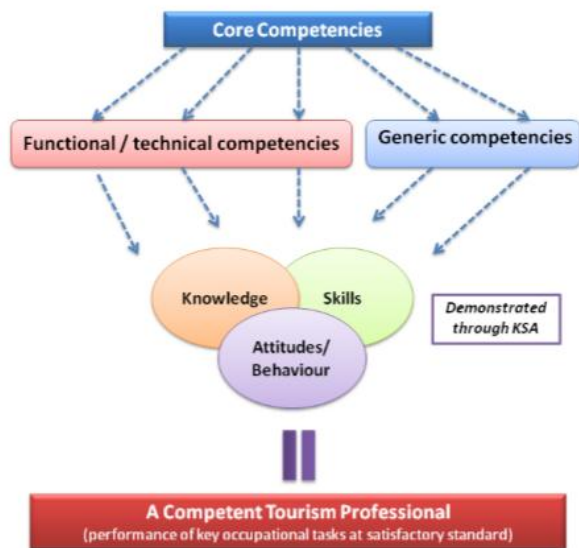 Core Competencies
Functional / technical competencies
Generic competencies
Knowledge
Skills
Attitudes/
Behaviour
Demonstrated
through KSA
A Competent Tourism Professional
(performance of key occupational tasks at satisfactory standard)